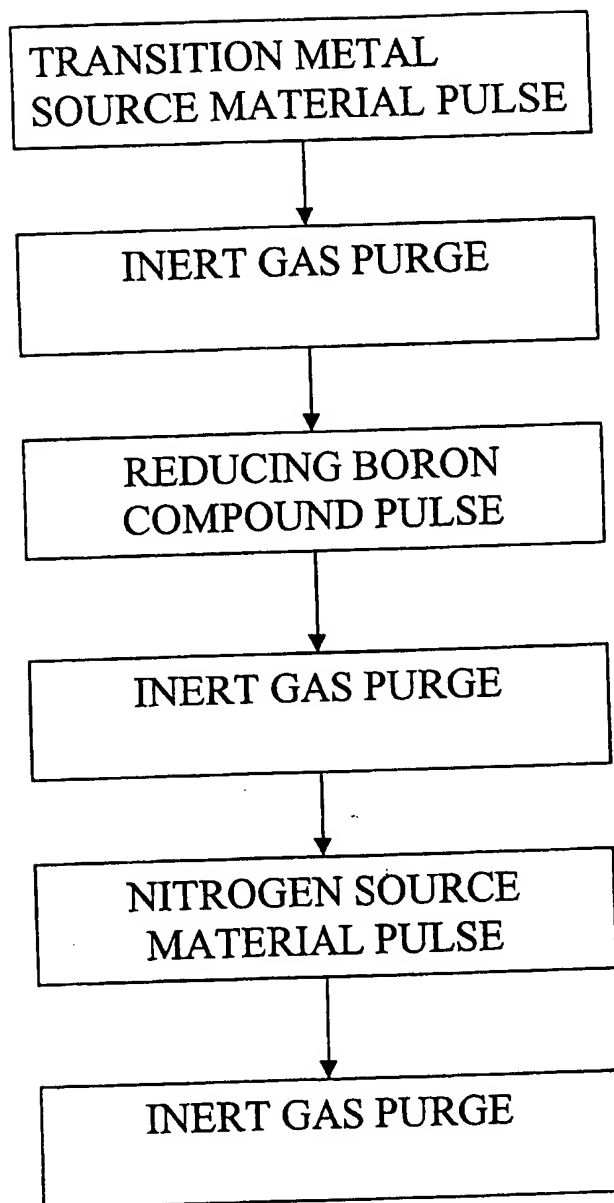 TRANSITION METAL
SOURCE MATERIAL PULSE
INERT GAS PURGE
REDUCING BORON
COMPOUND PULSE
INERT GAS PURGE
NITROGEN SOURCE
MATERIAL PULSE
INERT GAS PURGE